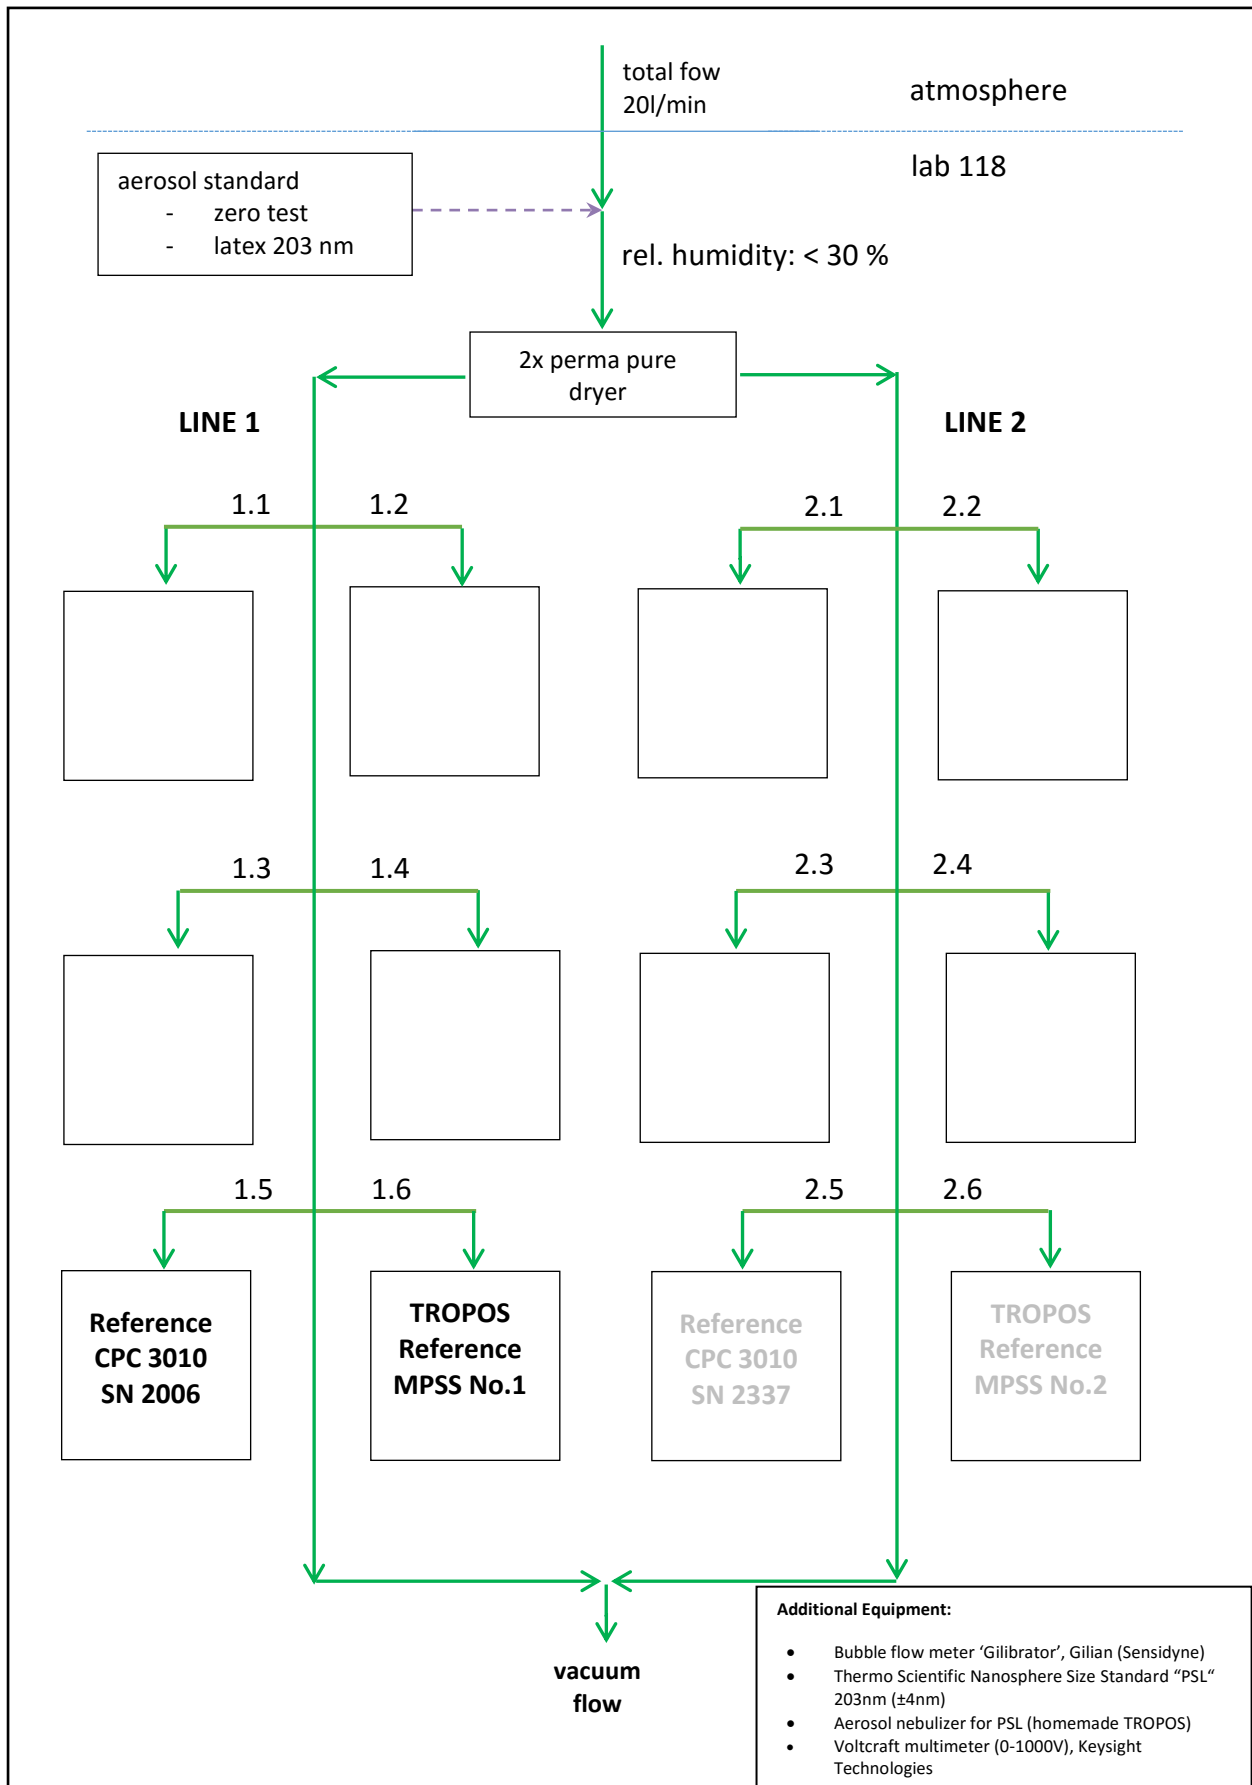 total fow
20l/min
atmosphere
lab 118
aerosol standard
- zero test
- latex 203 nm
rel. humidity: < 30 %
2x perma pure
dryer
LINE 1
LINE 2
1.1
1.2
2.1
2.2
1.3
1.4
2.3
2.4
1.5
1.6
2.5
2.6
Reference
CPC 3010
SN 2006
TROPOS
Reference
MPSS No.1
Reference
CPC 3010
SN 2337
TROPOS
Reference
MPSS No.2
vacuum
flow
Additional Equipment:
• Bubble flow meter ‘Gilibrator’, Gilian (Sensidyne)
• Thermo Scientific Nanosphere Size Standard “PSL“
203nm (±4nm)
• Aerosol nebulizer for PSL (homemade TROPOS)
• Voltcraft multimeter (0-1000V), Keysight
Technologies